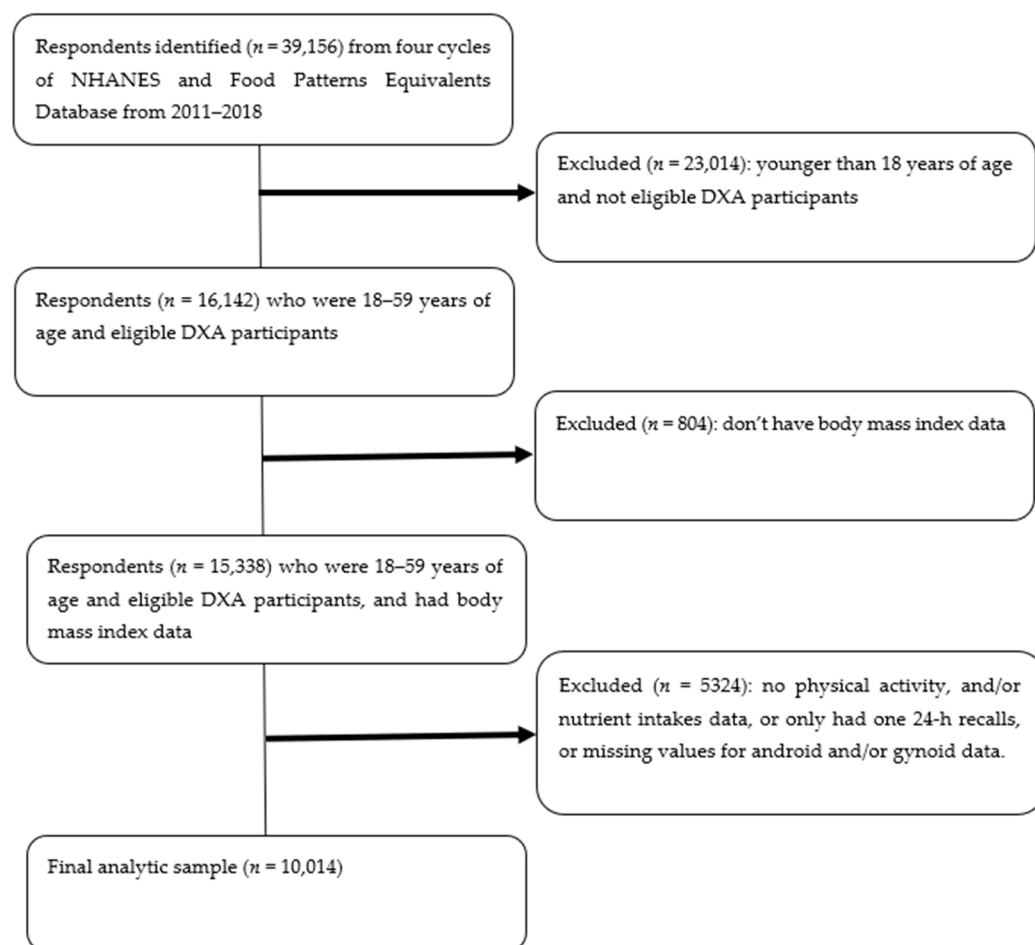 Respondents identified (n = 39,156) from four cycles
of NHANES and Food Patterns Equivalents
Database from 2011–2018
Excluded (n = 23,014): younger than 18 years of age
and not eligible DXA participants
Respondents (n = 16,142) who were 18–59 years of
age and eligible DXA participants
Excluded (n = 804): don’t have body mass index data
Respondents (n = 15,338) who were 18–59 years of
age and eligible DXA participants, and had body
mass index data
Excluded (n = 5324): no physical activity, and/or
nutrient intakes data, or only had one 24-h recalls,
or missing values for android and/or gynoid data.
Final analytic sample (n = 10,014)